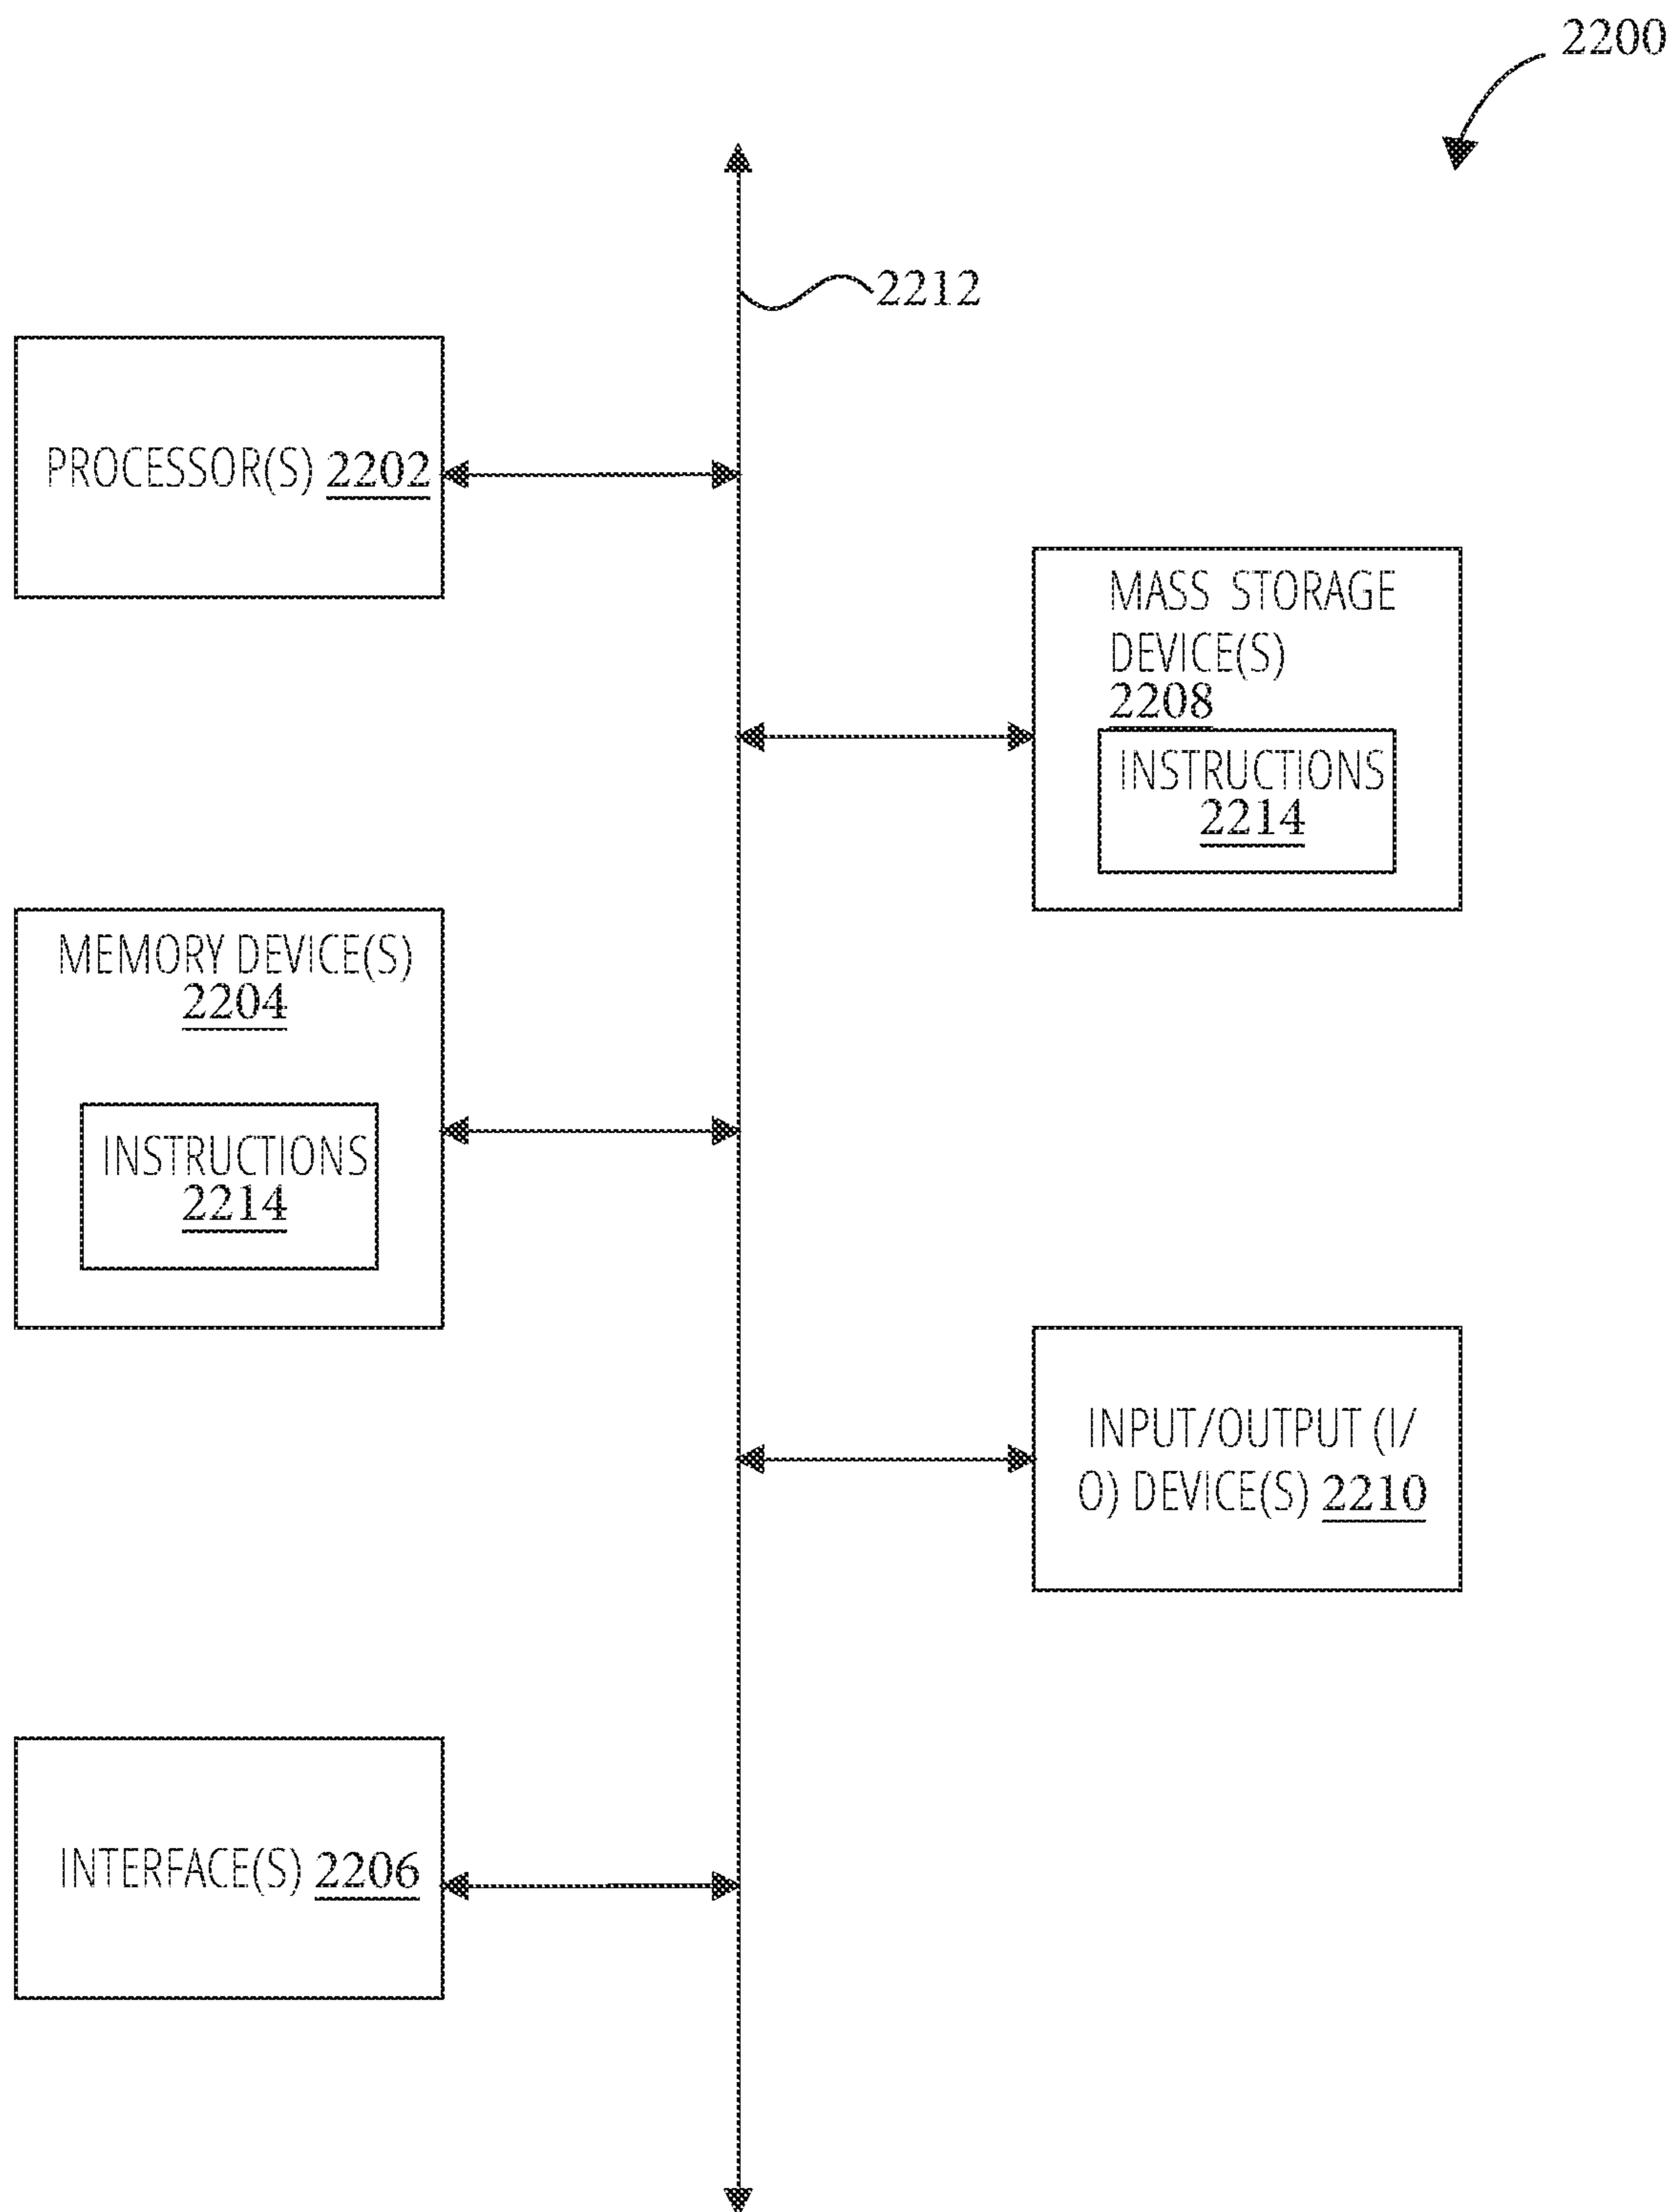 2200
2212
PROCESSOR(S) 2202
MASS STORAGE
DEVICE(S)
2208
INSTRUCTIONS
2214
MEMORY DEVICE(S)
2204
INSTRUCTIONS
2214
INPUT/OUTPUT (I/
O) DEVICE(S) 2210
INTERFACE(S) 2206